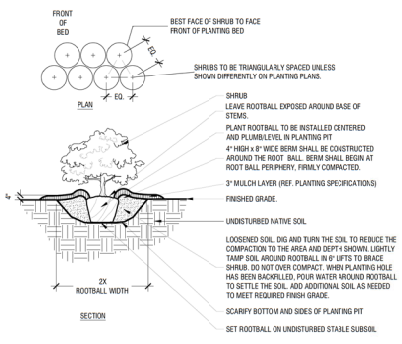 FRONT
OF
BED
BEST FACE OF SHRUB TO FACE
FRONT OF PLANTING BED
EQ.
SHRUBS TO BE TRIANGULARLY SPACED UNLESS
SHOWN DIFFERENTLY ON PLANTING PLANS.
EQ.
PLAN
SHRUB
LEAVE ROOTBALL EXPOSED AROUND BASE OF
STEMS.
PLANT ROOTBALL TO BE INSTALLED CENTERED
AND PLUMB/LEVEL IN PLANTING PIT
4" HIGH x 8" WIDE BERM SHALL BE CONSTRUCTED
AROUND THE ROOT BALL. BERM SHALL BEGIN AT
ROOT BALL PERIPHERY, FIRMLY COMPACTED.
3" MULCH LAYER (REF. PLANTING SPECIFICATIONS)
4"
FINISHED GRADE.
UNDISTURBED NATIVE SOIL
LOOSENED SOIL. DIG AND TURN THE SOIL TO REDUCE THE
COMPACTION TO THE AREA AND DEPTH SHOWN. LIGHTLY
TAMP SOIL AROUND ROOTBALL IN 6" LIFTS TO BRACE
SHRUB. DO NOT OVER COMPACT. WHEN PLANTING HOLE
HAS BEEN BACKFILLED, POUR WATER AROUND ROOTBALL
TO SETTLE THE SOIL. ADD ADDITIONAL SOIL AS NEEDED
TO MEET REQUIRED FINISH GRADE.
2X
ROOTBALL WIDTH
SECTION
SCARIFY BOTTOM AND SIDES OF PLANTING PIT
SET ROOTBALL ON UNDISTURBED STABLE SUBSOIL